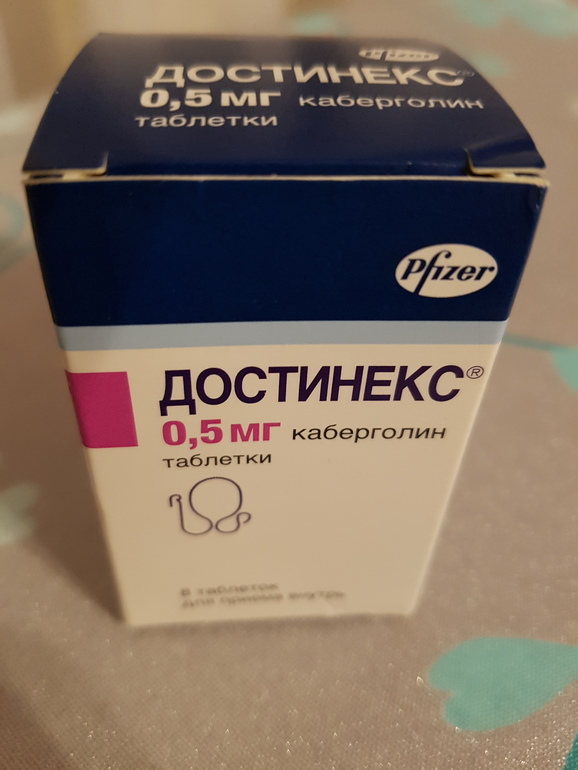 Pfizer
ДОСТИНЕКС®
0,5 мг каберголин
таблетки
Pfizer
ДОСТИНЕКС®
0,5 мг каберголин
таблетки
8 таблеток
для приема внутрь